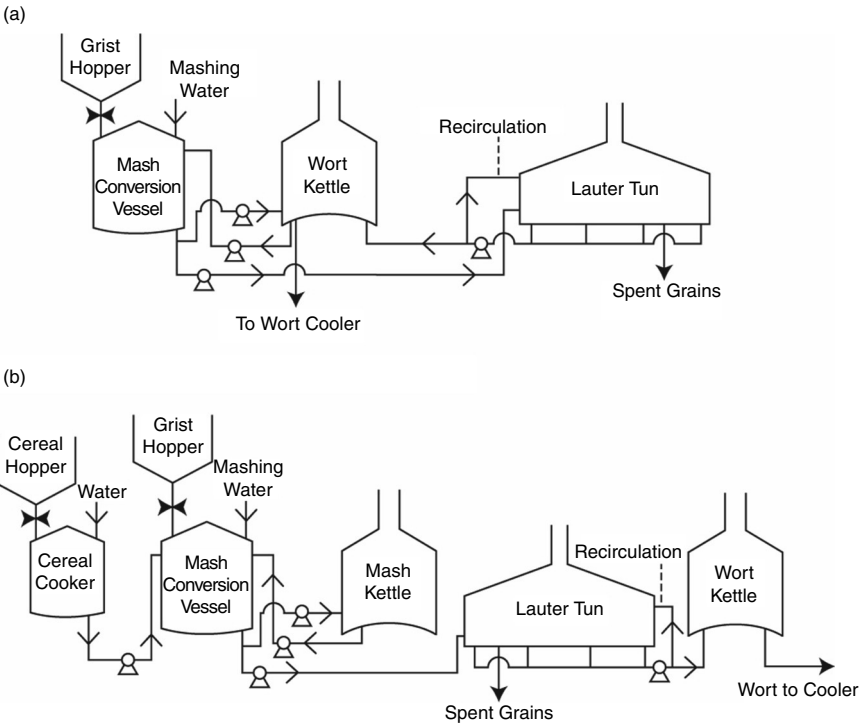 (a)
Grist
Hopper
Mashing
Water
Mash
Conversion
Vessel
Wort
Kettle
Recirculation
Lauter Tun
To Wort Cooler
Spent Grains
(b)
Cereal
Hopper
Water
Cereal
Cooker
Grist
Hopper
Mashing
Water
Mash
Conversion
Vessel
Mash
Kettle
Lauter Tun
Recirculation
Wort
Kettle
Spent Grains
Wort to Cooler